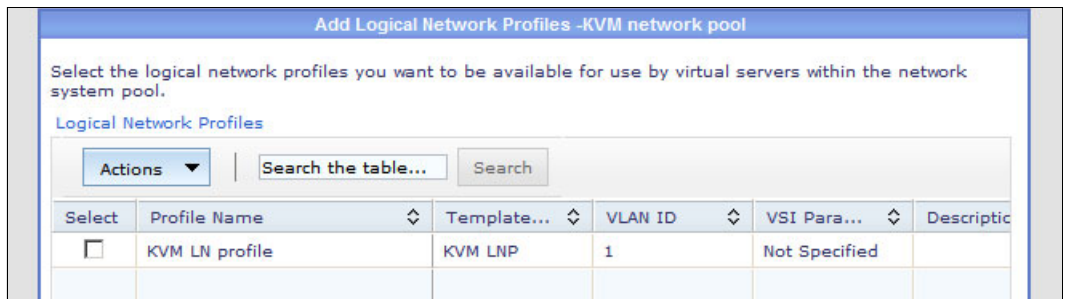 Add Logical Network Profiles -KVM network pool
Select the logical network profiles you want to be available for use by virtual servers within the network
system pool.
Logical Network Profiles
Actions Search the table... Search
Select Profile Name Template... VLAN ID VSI Para... Descriptic
KVM LN profile KVM LNP 1 Not Specified